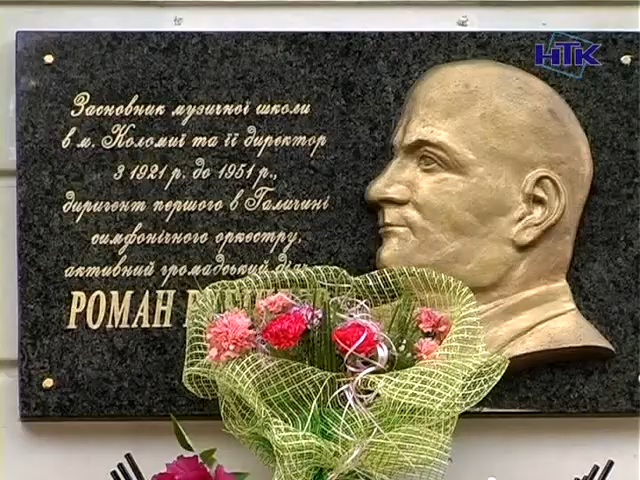 НТК
Засновник музичної школи
в м. Коломиї та її директор
з 1921 р. до 1951 р.,
диригент першого в Галичині
симфонічного оркестру,
активний громадський
РОМАН